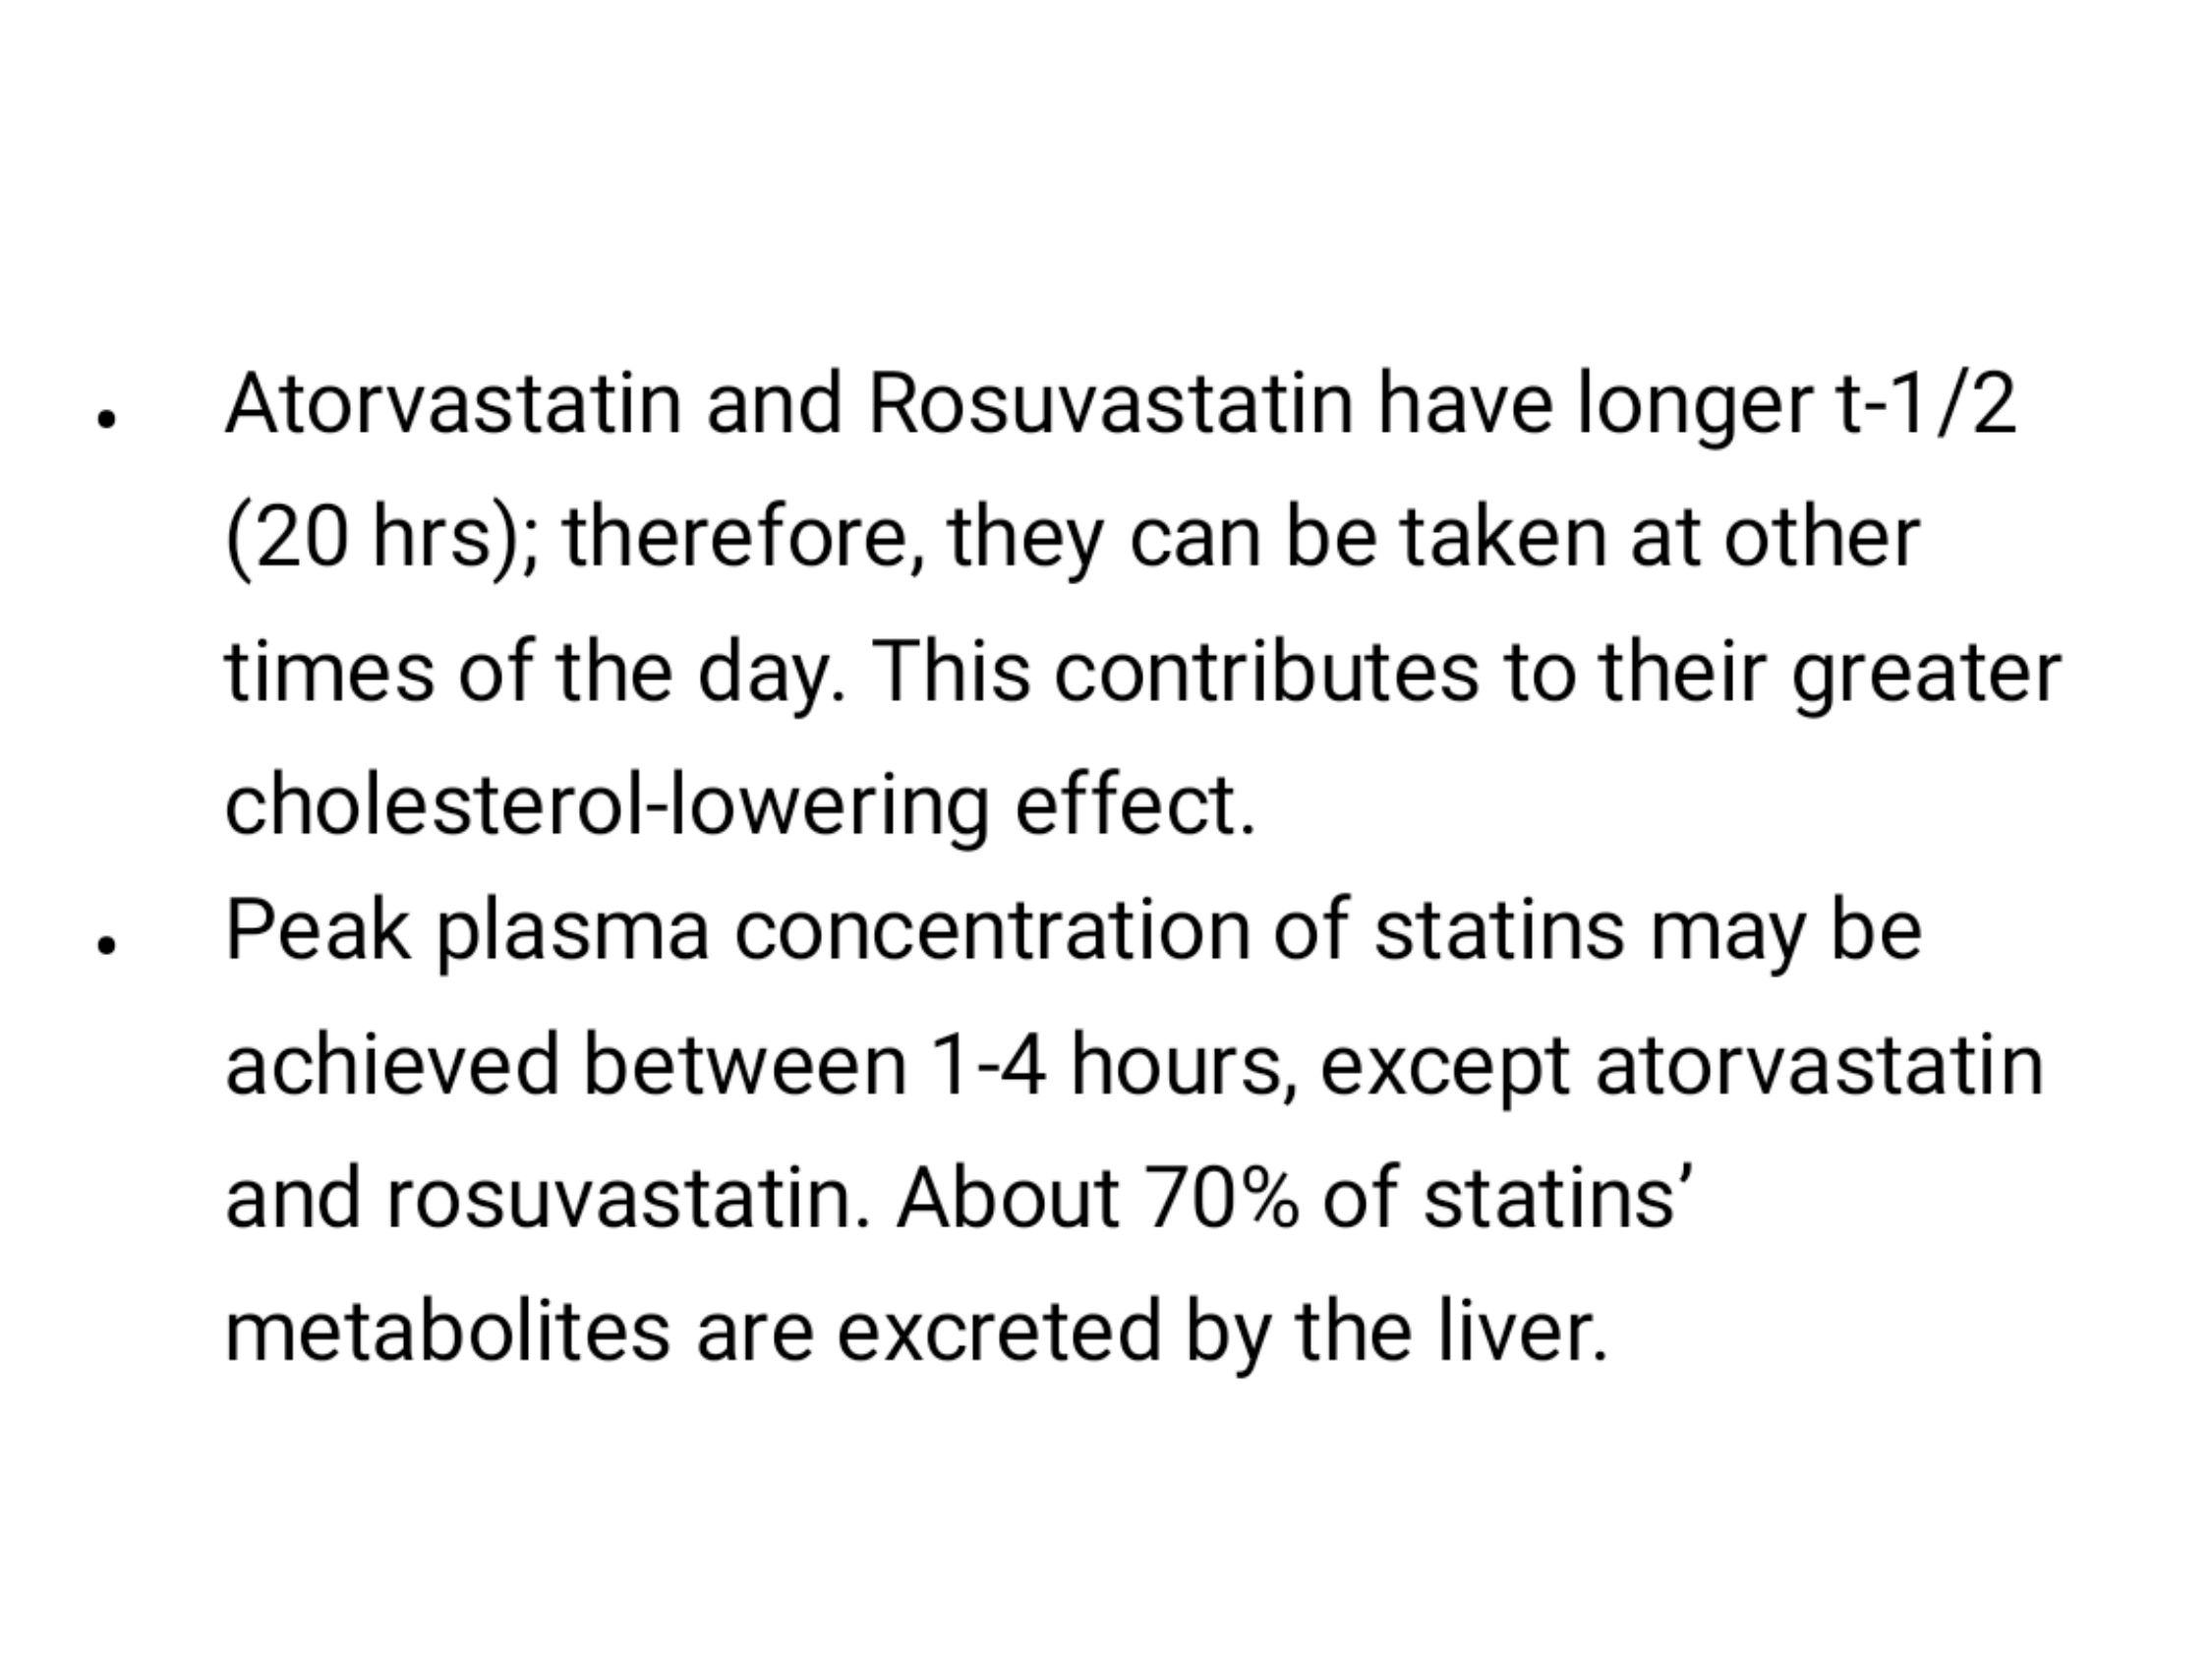 • Atorvastatin and Rosuvastatin have longer t-1/2
(20 hrs); therefore, they can be taken at other
times of the day. This contributes to their greater
cholesterol-lowering effect.
• Peak plasma concentration of statins may be
achieved between 1-4 hours, except atorvastatin
and rosuvastatin. About 70% of statins’
metabolites are excreted by the liver.